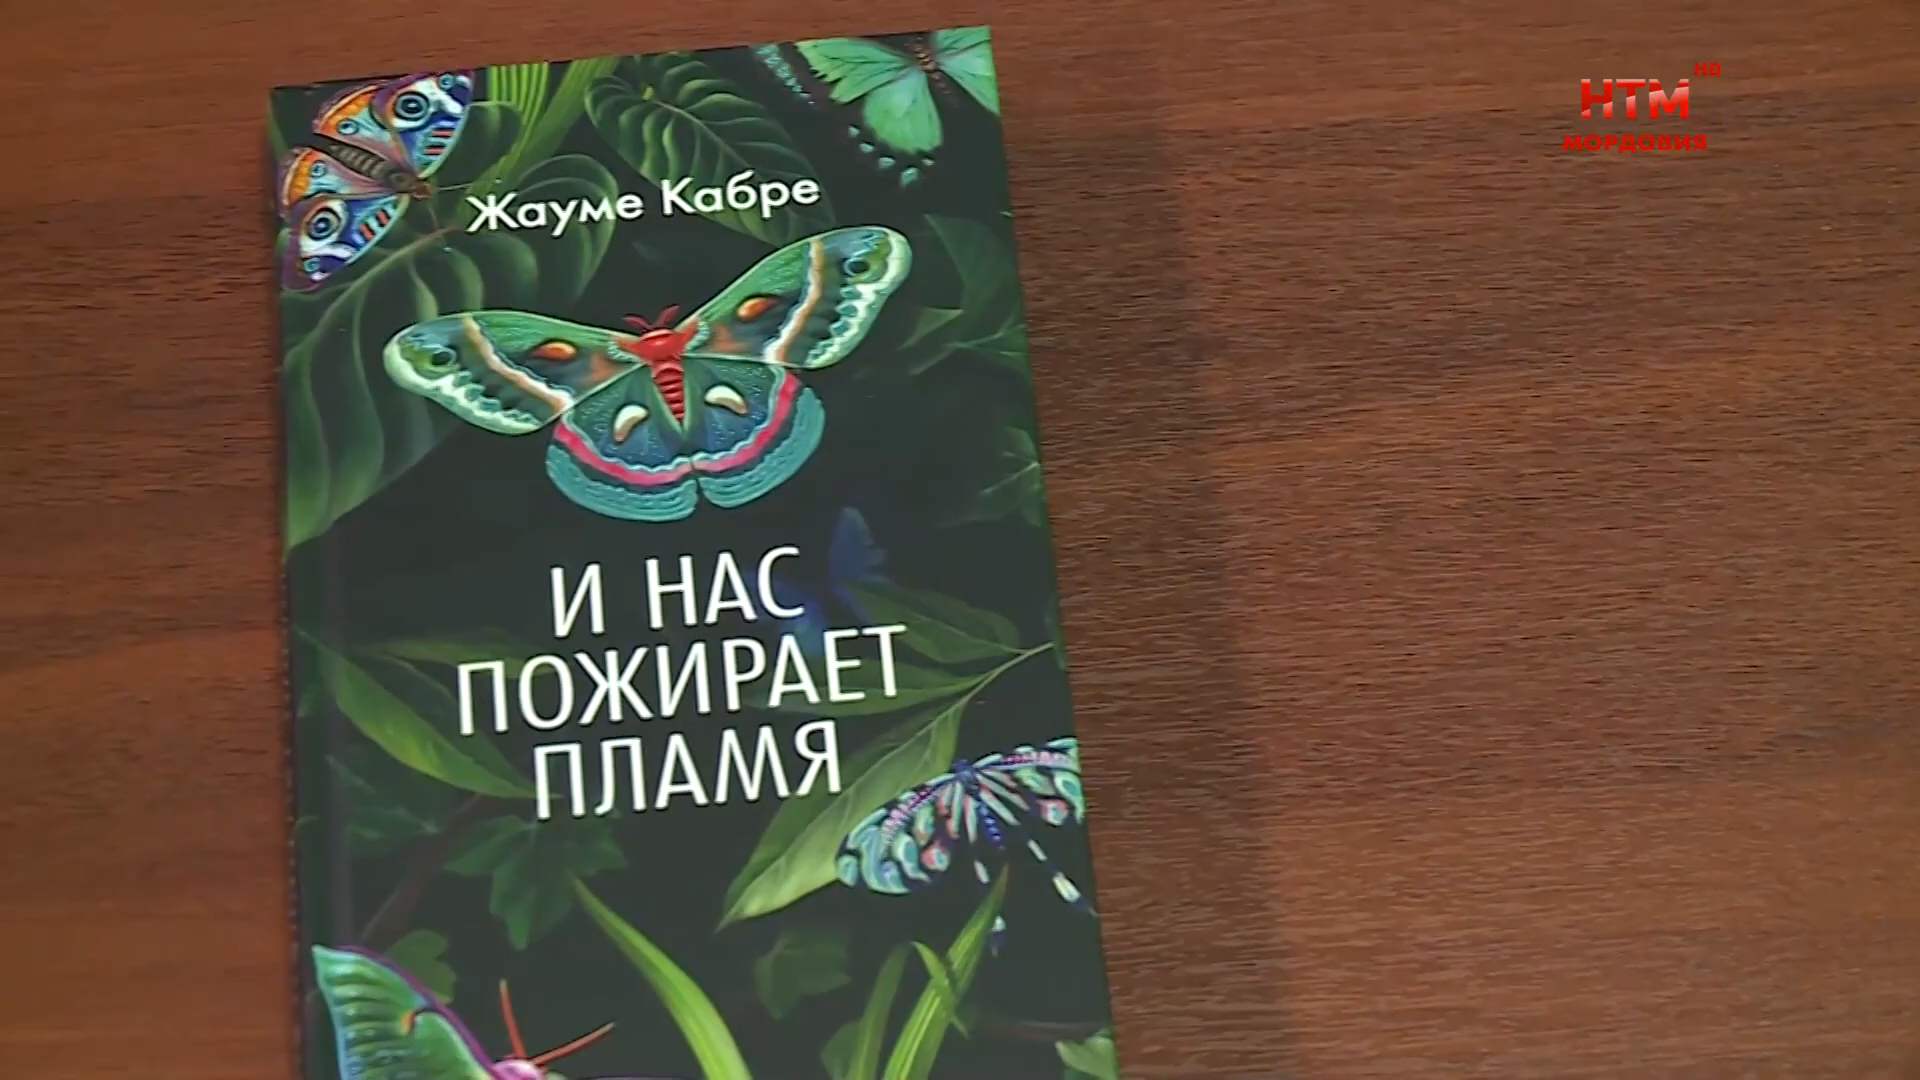 Жауме Кабре
И НАС
ПОЖИРАЕТ
ПЛАМЯ
НТМ HD
МОРДОВИЯ